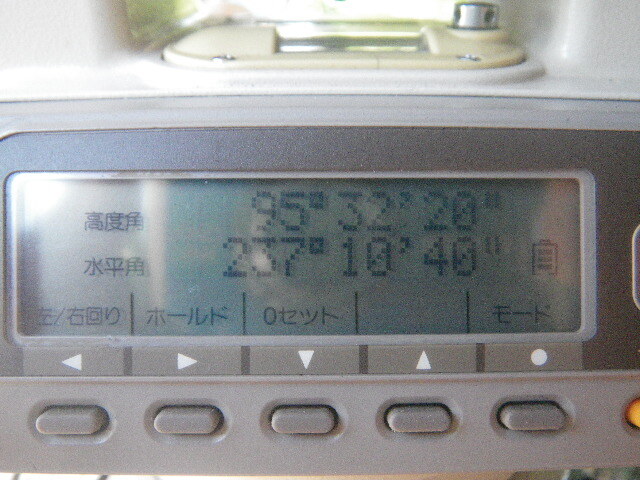 高度角 95°32'20"
水平角 237°10'40"
左/右回り ホールド 0セット モード
◀ ▶ ▼ ▲ ●